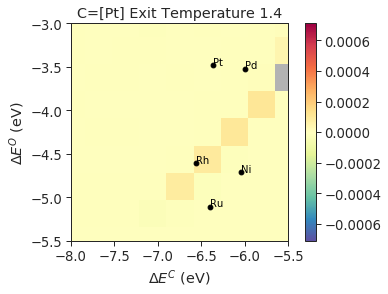 C=[Pt] Exit Temperature 1.4
−3.0
−3.5
−4.0
−4.5
−5.0
−5.5
ΔE^O (eV)
Pt
Pd
Rh
Ni
Ru
−8.0 −7.5 −7.0 −6.5 −6.0 −5.5
ΔE^C (eV)
0.0006
0.0004
0.0002
0.0000
−0.0002
−0.0004
−0.0006